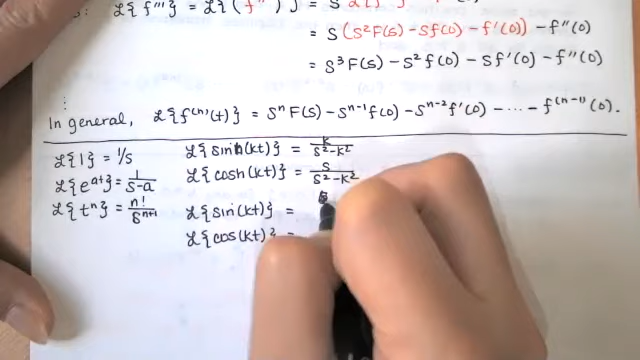 ℒ{f'''} = ℒ{(f'')'} = s ℒ{f''}
= s(s²F(s) - sf(0) - f'(0)) - f''(0)
= s³F(s) - s²f(0) - sf'(0) - f''(0)
⋮
In general, ℒ{f⁽ⁿ⁾(t)} = sⁿF(s) - sⁿ⁻¹f(0) - sⁿ⁻²f'(0) - ··· - f⁽ⁿ⁻¹⁾(0).
ℒ{1} = 1/s
ℒ{eᵃᵗ} = 1/(s-a)
ℒ{tⁿ} = n!/sⁿ⁺¹
ℒ{sinh(kt)} = k/(s²-k²)
ℒ{cosh(kt)} = s/(s²-k²)
ℒ{sin(kt)} =
ℒ{cos(kt)} =